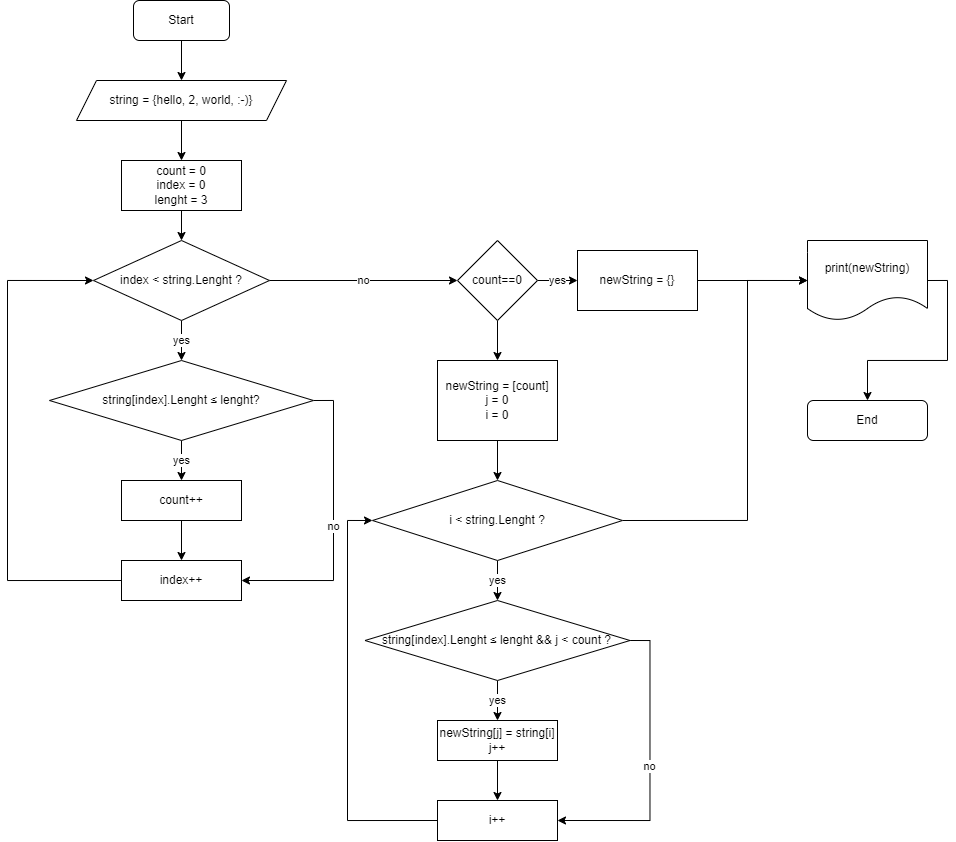 Start
string = {hello, 2, world, :-)}
count = 0
index = 0
lenght = 3
index < string.Lenght ?
no
count==0
yes
newString = {}
print(newString)
yes
string[index].Lenght ≤ lenght?
newString = [count]
j = 0
i = 0
End
yes
count++
no
i < string.Lenght ?
index++
yes
string[index].Lenght ≤ lenght && j < count ?
yes
newString[j] = string[i]
j++
no
i++